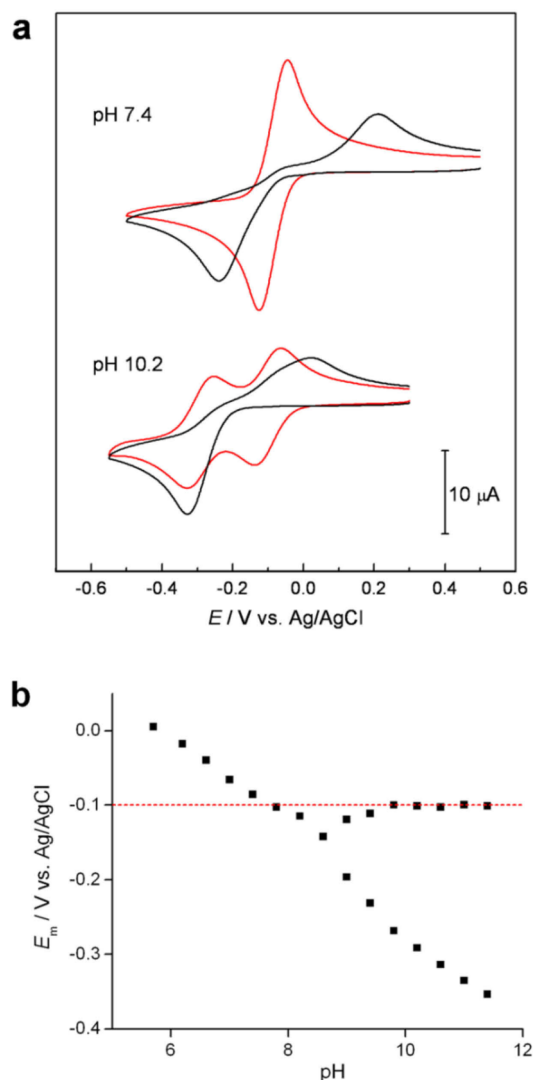 a
pH 7.4
pH 10.2
10 μA
-0.6 -0.4 -0.2 0.0 0.2 0.4 0.6
E / V vs. Ag/AgCl
b
0.0
-0.1
-0.2
-0.3
-0.4
E_m / V vs. Ag/AgCl
6 8 10 12
pH